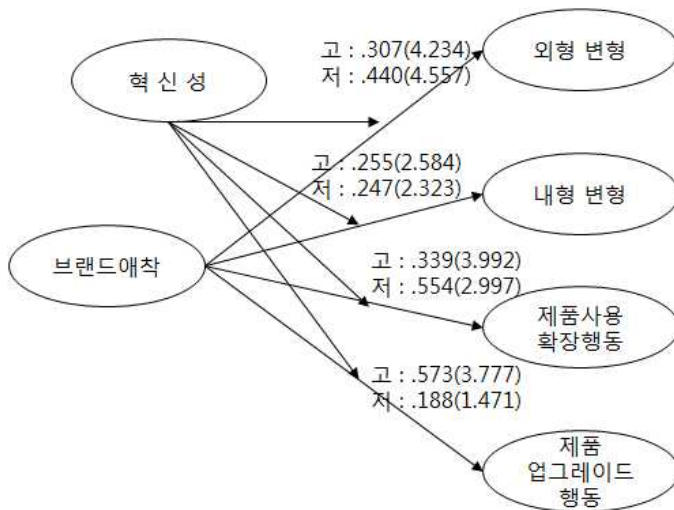 고 : .307(4.234)
저 : .440(4.557)
외형 변형
혁 신 성
고 : .255(2.584)
저 : .247(2.323)
내형 변형
브랜드애착
고 : .339(3.992)
저 : .554(2.997)
제품사용
확장행동
고 : .573(3.777)
저 : .188(1.471)
제품
업그레이드
행동